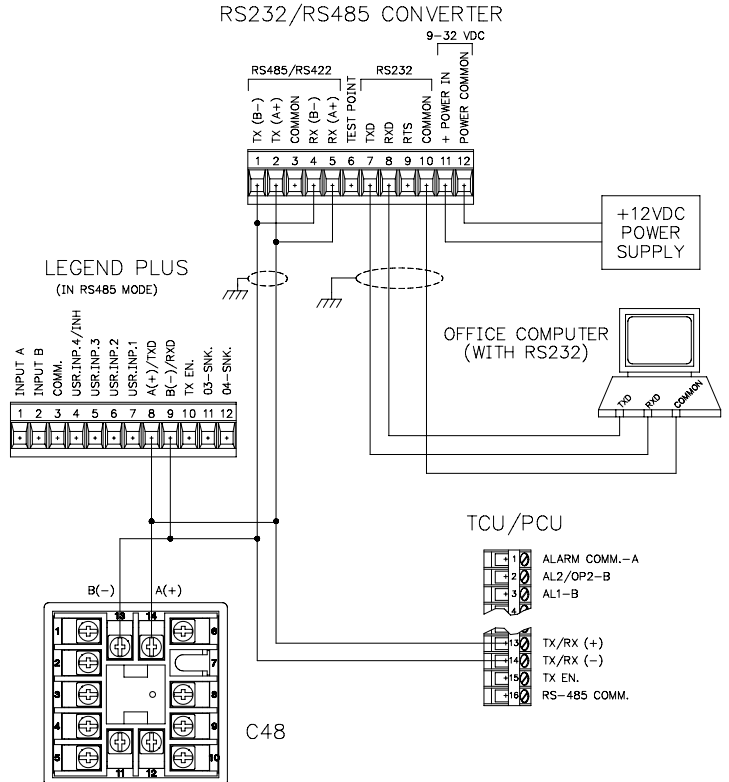 RS232/RS485 CONVERTER
9-32 VDC
RS485/RS422
RS232
TX (B-)
TX (A+)
COMMON
RX (B-)
RX (A+)
TEST POINT
TXD
RXD
RTS
COMMON
+ POWER IN
POWER COMMON
1 2 3 4 5 6 7 8 9 10 11 12
+12VDC
POWER
SUPPLY
LEGEND PLUS
(IN RS485 MODE)
INPUT A
INPUT B
COMM.
USR.INP.4/INH
USR.INP.3
USR.INP.2
USR.INP.1
A(+)/TXD
B(-)/RXD
TX EN.
O3-SNK.
O4-SNK.
1 2 3 4 5 6 7 8 9 10 11 12
OFFICE COMPUTER
(WITH RS232)
TXD
RXD
COMMON
TCU/PCU
1 ALARM COMM.-A
2 AL2/OP2-B
3 AL1-B
4
13 TX/RX (+)
14 TX/RX (-)
15 TX EN.
16 RS-485 COMM.
B(-) A(+)
13 14
1 6
2 7
3 8
4 9
5 10
11 12
C48